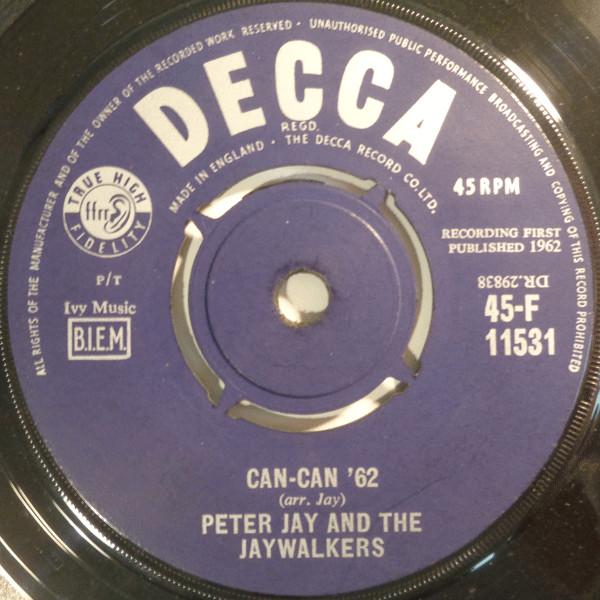 ALL RIGHTS OF THE MANUFACTURER AND OF THE OWNER OF THE RECORDED WORK RESERVED · UNAUTHORISED PUBLIC PERFORMANCE BROADCASTING AND COPYING OF THIS RECORD PROHIBITED
DECCA
REGD.
MADE IN ENGLAND · THE DECCA RECORD CO. LTD.
TRUE HIGH
ffrr
FIDELITY
45 RPM
RECORDING FIRST
PUBLISHED 1962
P/T
DR.29838
Ivy Music
45-F
B.I.E.M.
11531
CAN-CAN '62
(arr. Jay)
PETER JAY AND THE
JAYWALKERS